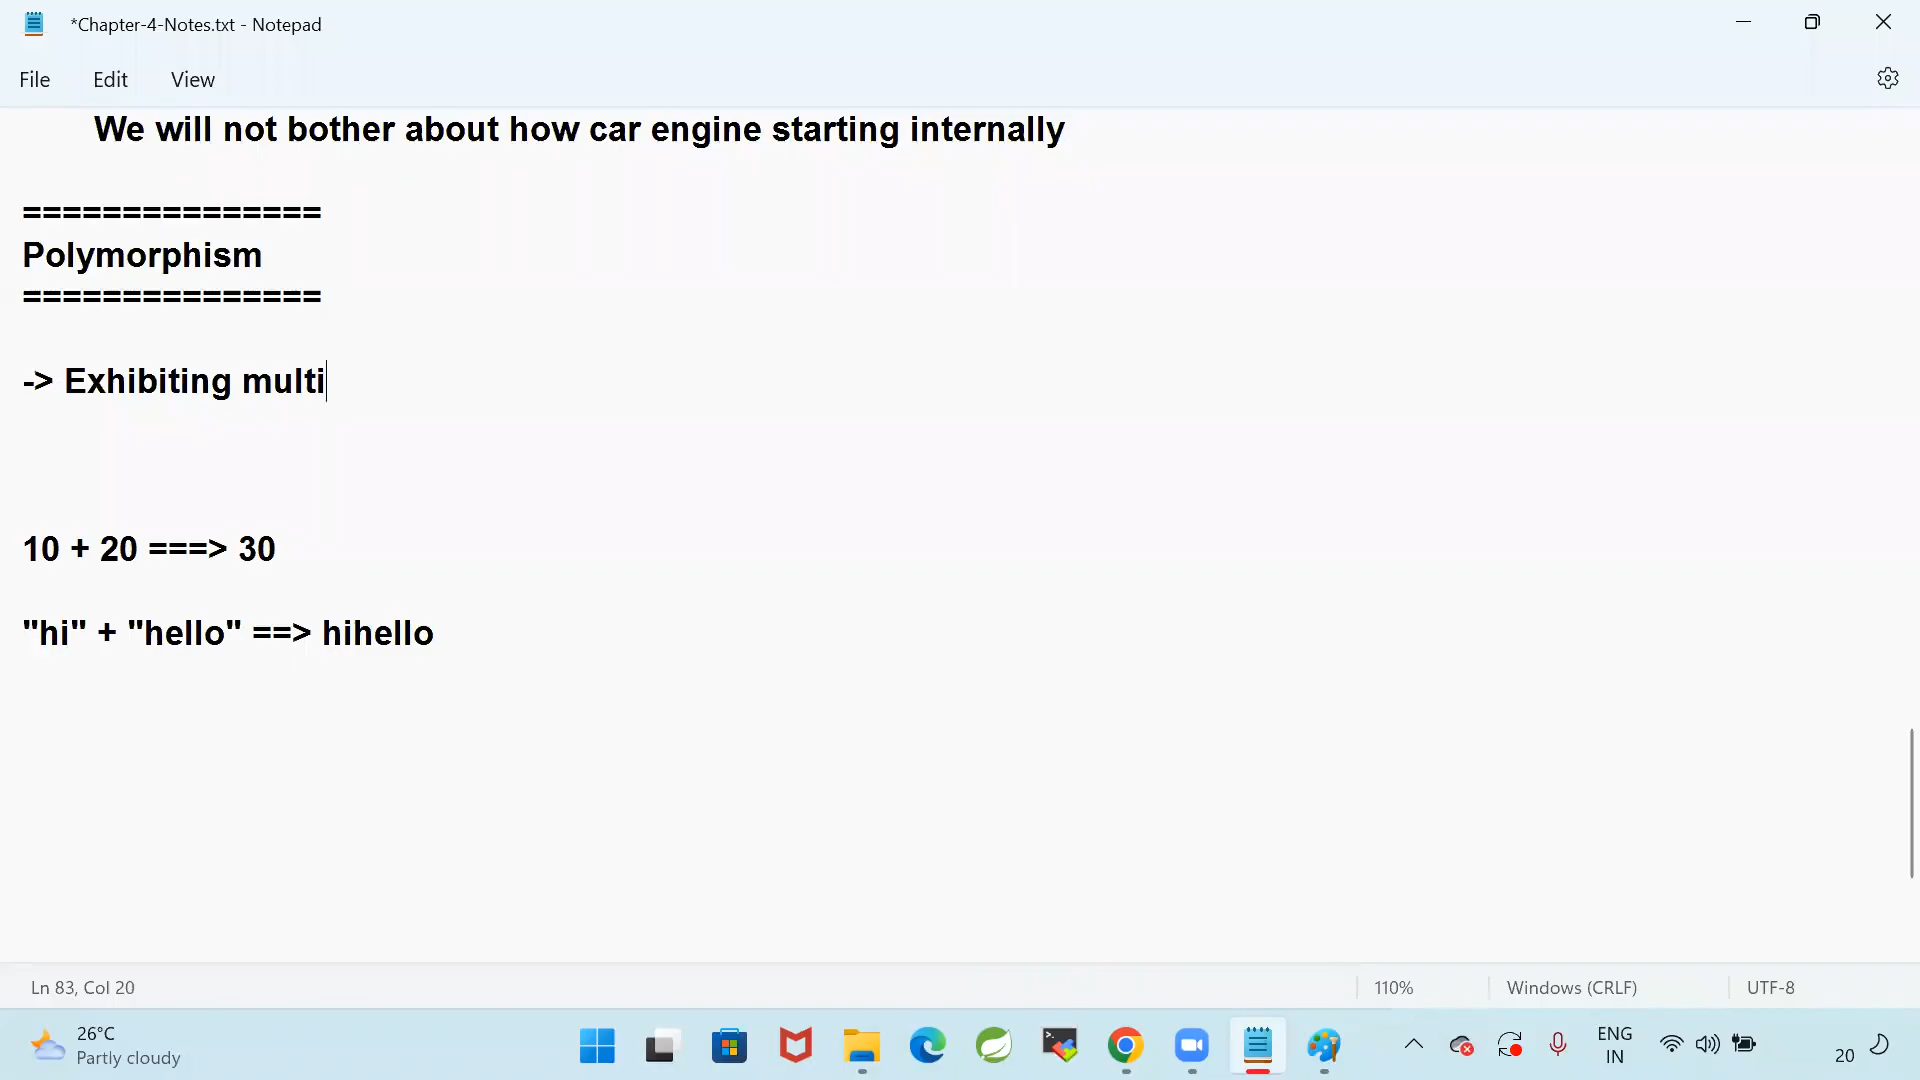 *Chapter-4-Notes.txt - Notepad
File Edit View
We will not bother about how car engine starting internally
===============
Polymorphism
===============
-> Exhibiting multi
10 + 20 ===> 30
"hi" + "hello" ==> hihello
Ln 83, Col 20 110% Windows (CRLF) UTF-8
26°C
Partly cloudy
ENG
IN
20